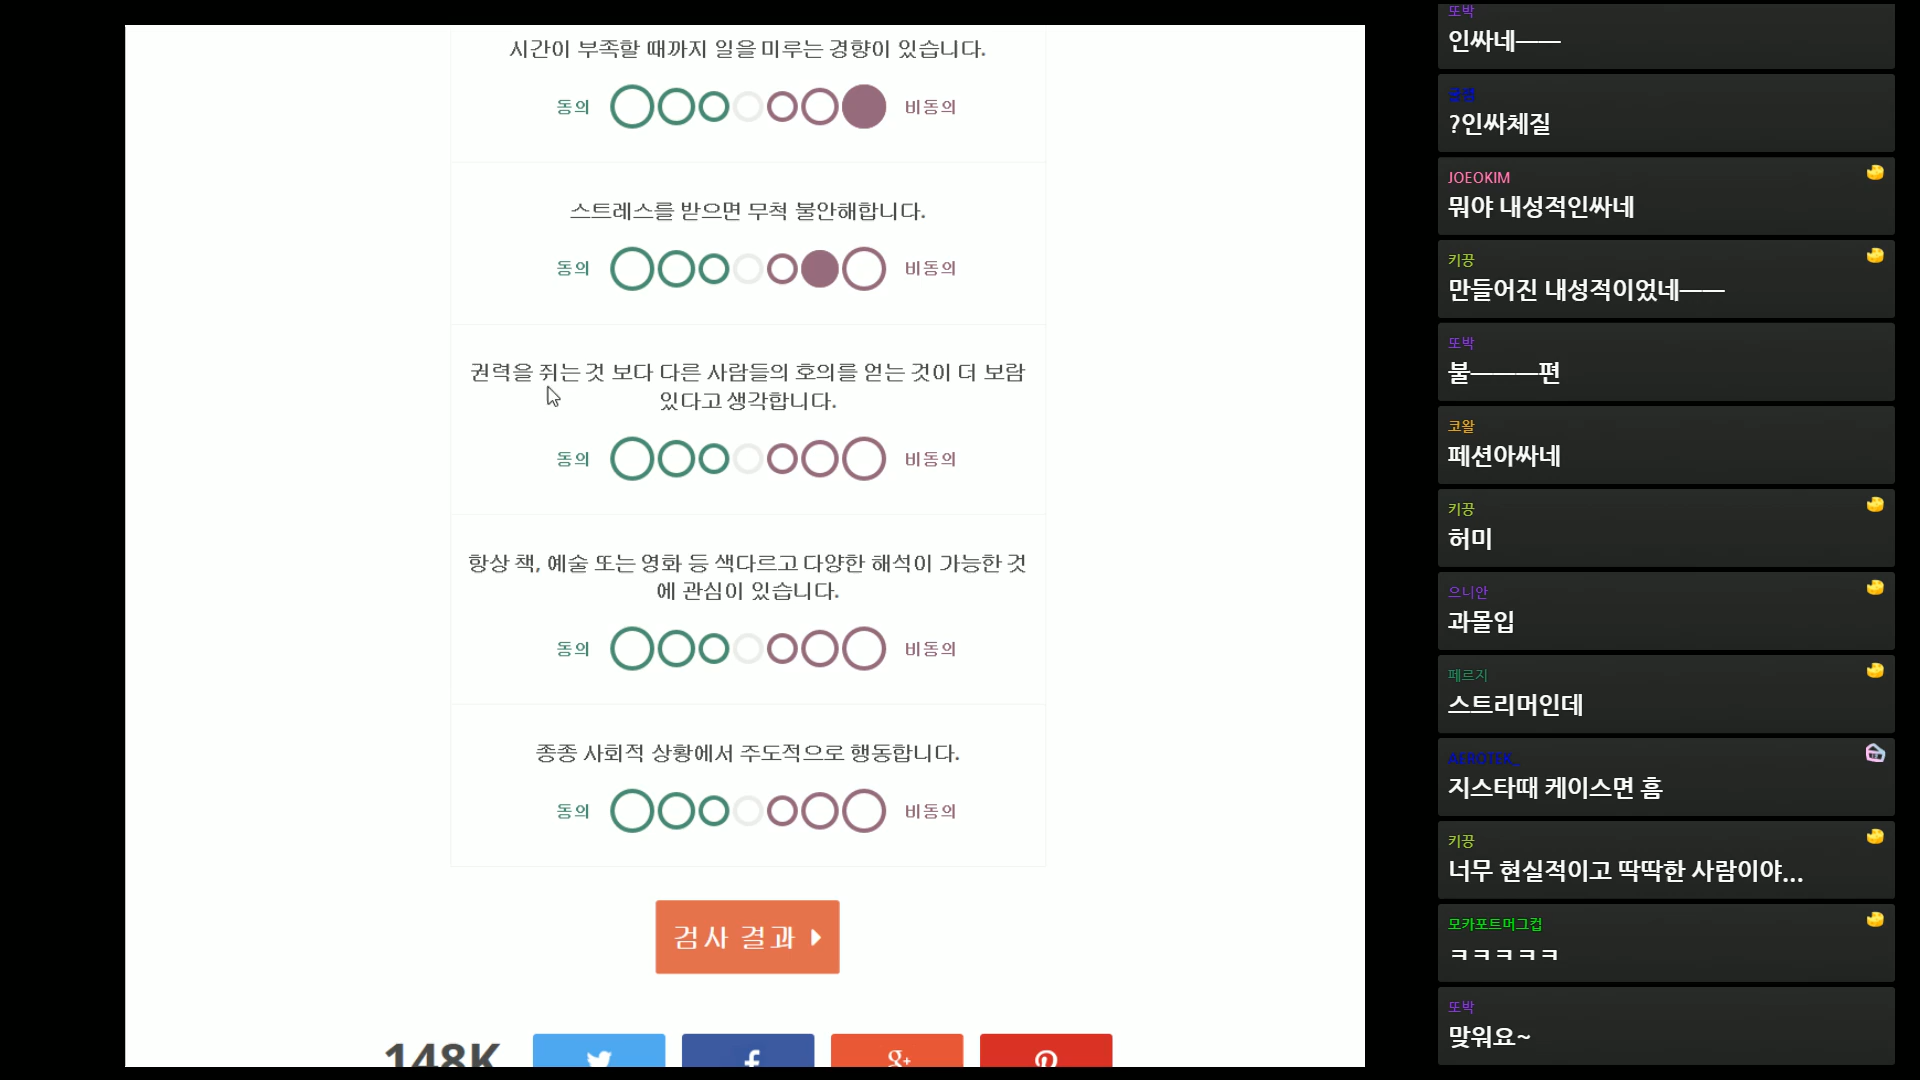 시간이 부족할 때까지 일을 미루는 경향이 있습니다.
동의 비동의
스트레스를 받으면 무척 불안해합니다.
동의 비동의
권력을 쥐는 것 보다 다른 사람들의 호의를 얻는 것이 더 보람
있다고 생각합니다.
동의 비동의
항상 책, 예술 또는 영화 등 색다르고 다양한 해석이 가능한 것
에 관심이 있습니다.
동의 비동의
종종 사회적 상황에서 주도적으로 행동합니다.
동의 비동의
검사 결과
148K
g+
또박
인싸네ㅡㅡ
?인싸체질
JOEOKIM
뭐야 내성적인싸네
키끙
만들어진 내성적이었네ㅡㅡ
또박
불ㅡㅡㅡ편
코왈
페션아싸네
키끙
허미
으니안
과몰입
페르지
스트리머인데
AEROTEK_
지스타때 케이스면 흠
키끙
너무 현실적이고 딱딱한 사람이야...
모카포트머그컵
ㅋㅋㅋㅋㅋ
또박
맞워요~